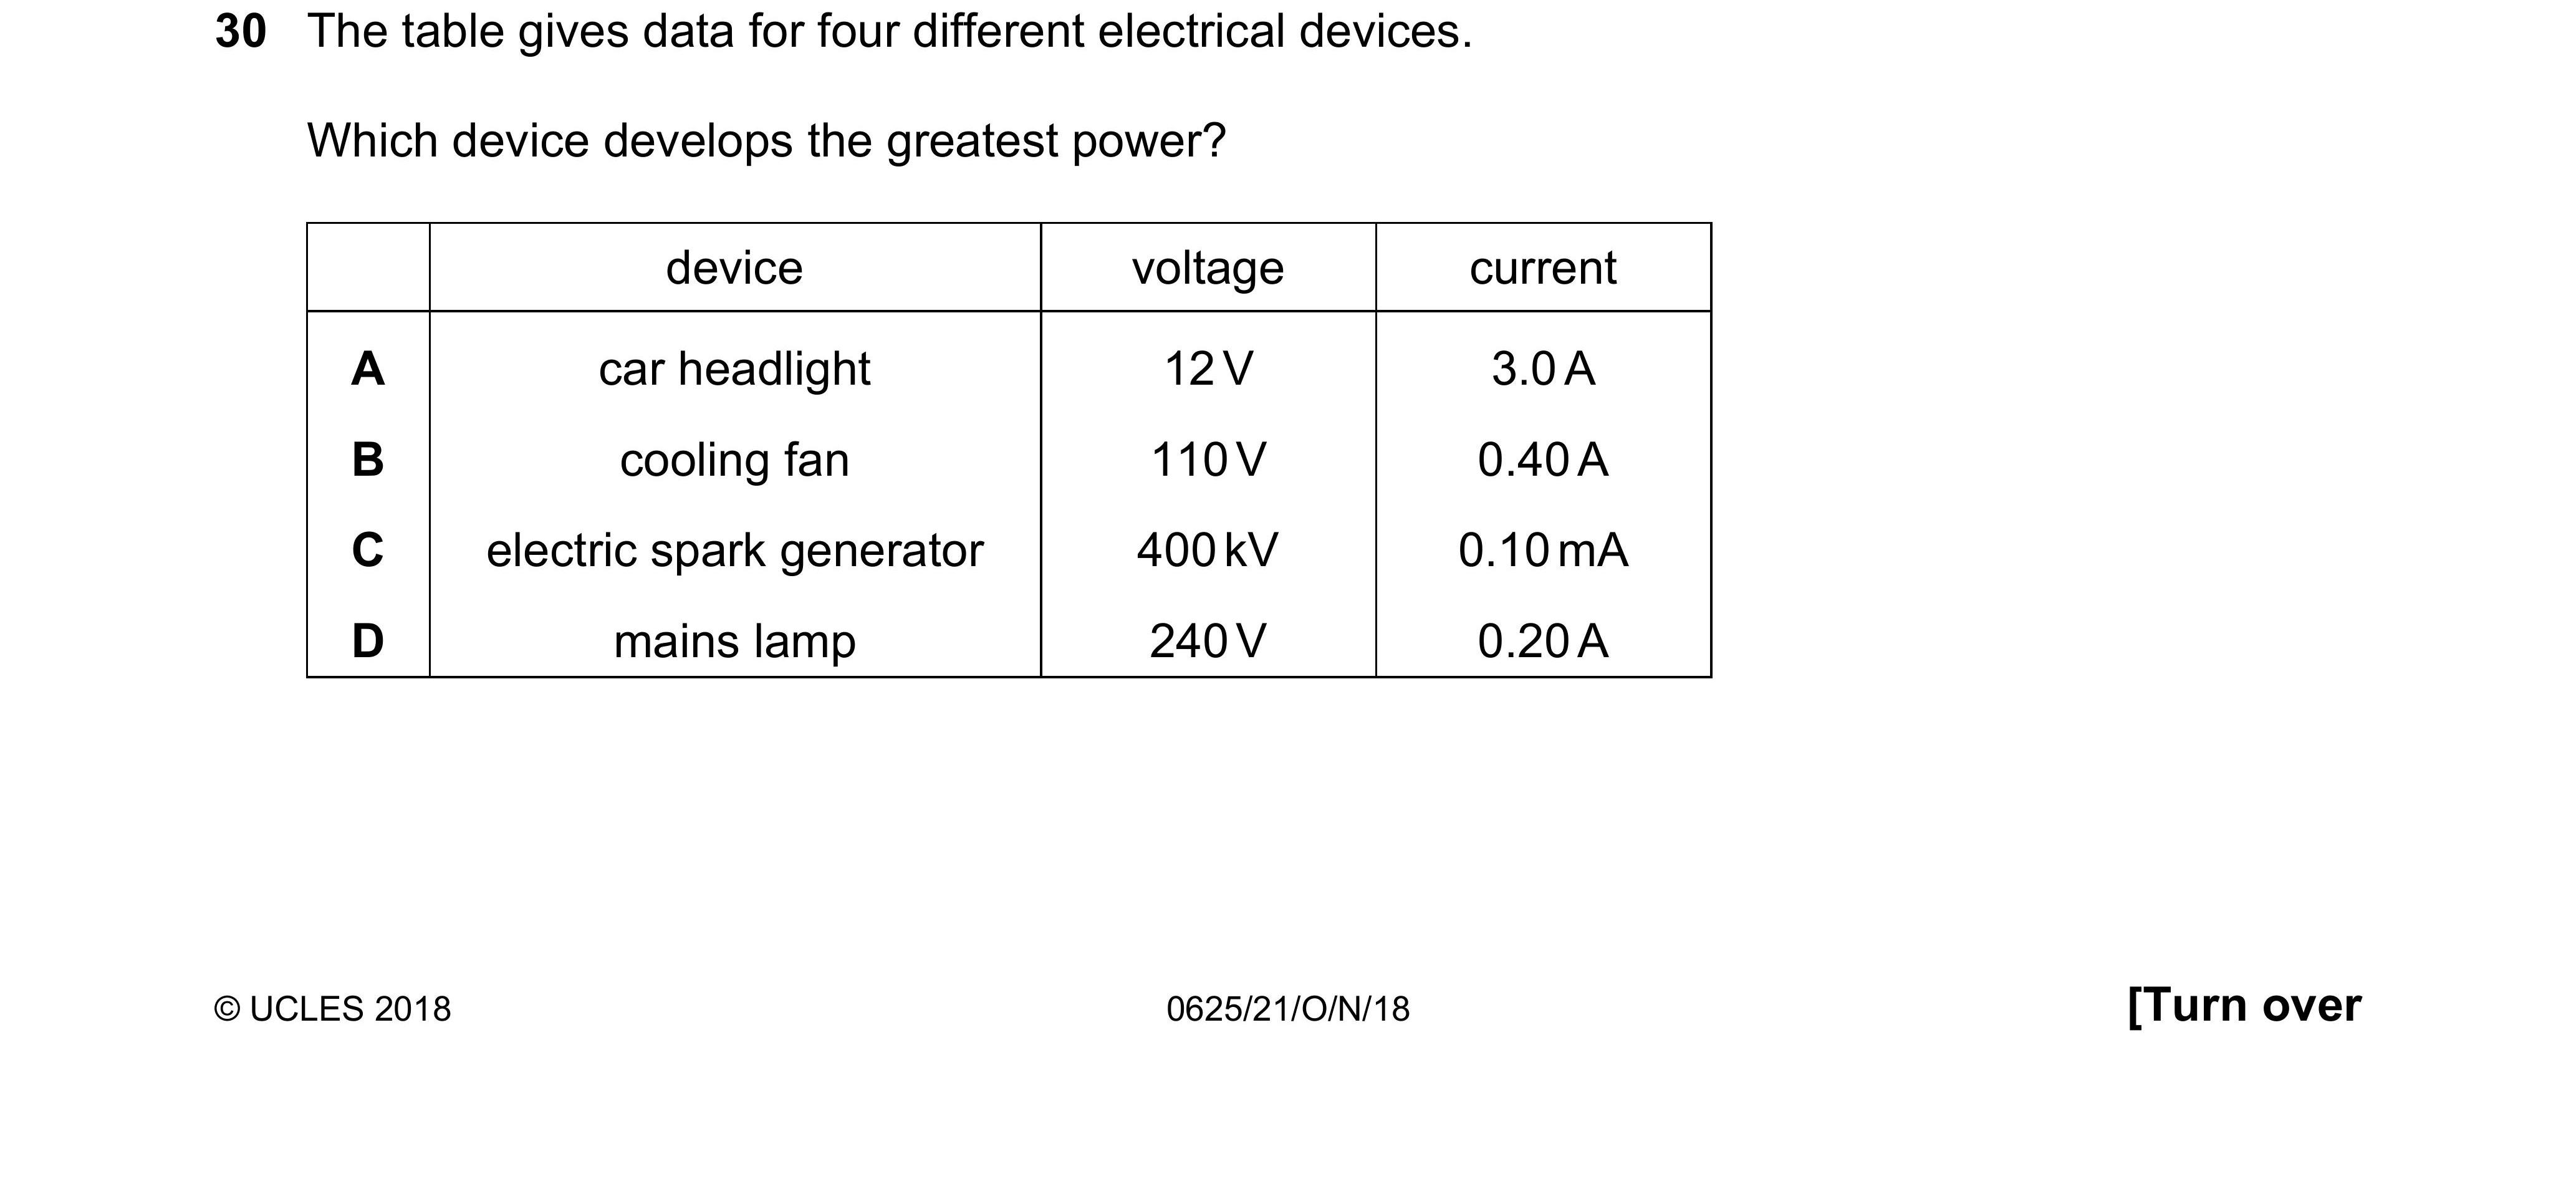 30 The table gives data for four different electrical devices.
Which device develops the greatest power?
device voltage current
A car headlight 12 V 3.0 A
B cooling fan 110 V 0.40 A
C electric spark generator 400 kV 0.10 mA
D mains lamp 240 V 0.20 A
© UCLES 2018 0625/21/O/N/18 [Turn over